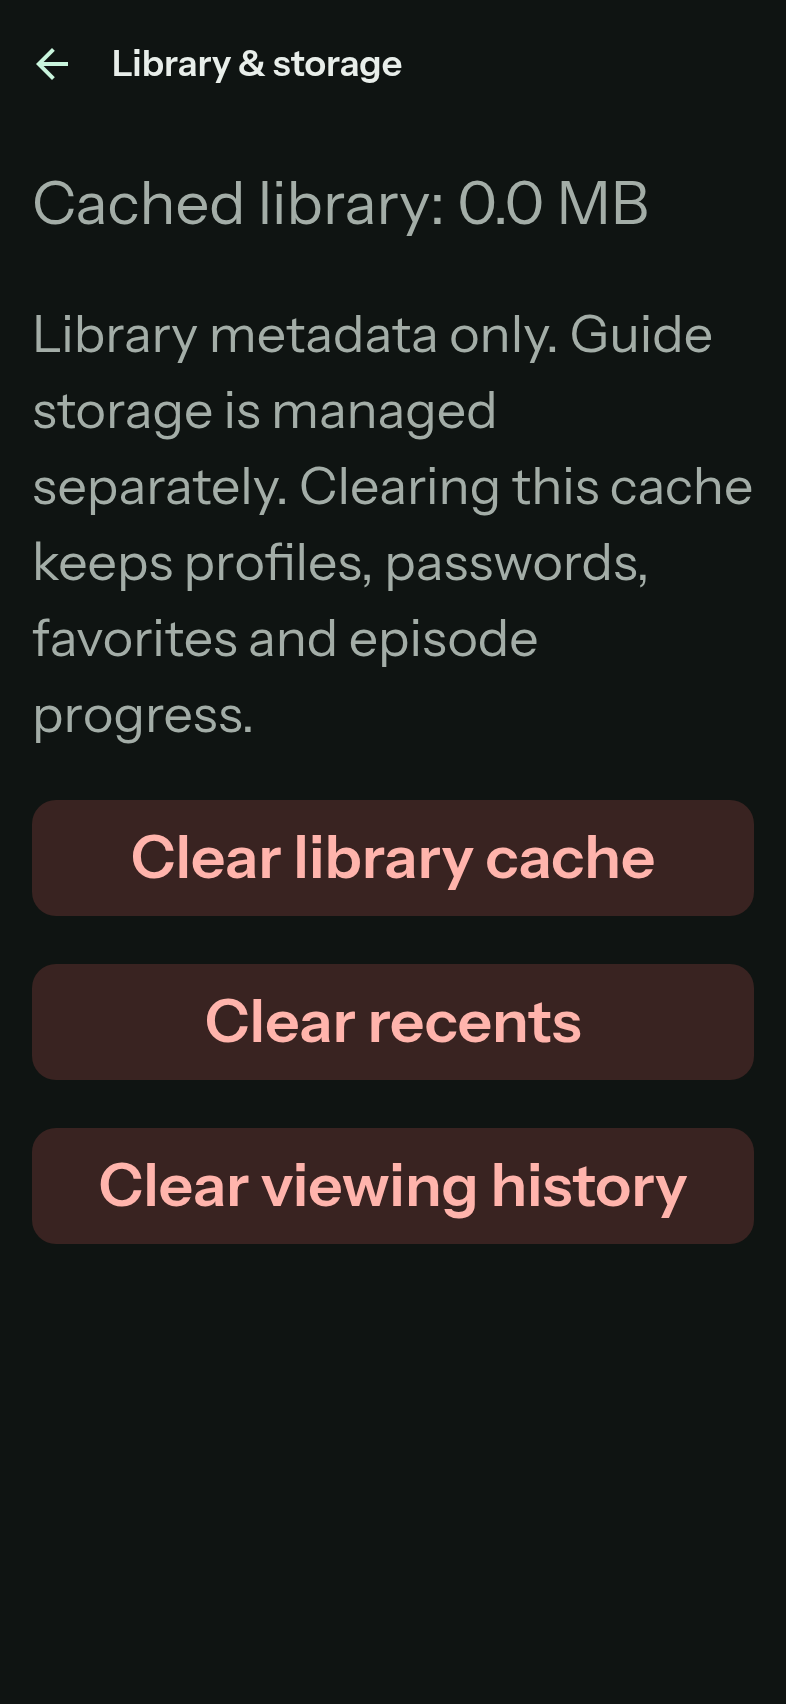 Library & storage
Cached library: 0.0 MB
Library metadata only. Guide
storage is managed
separately. Clearing this cache
keeps profiles, passwords,
favorites and episode
progress.
Clear library cache
Clear recents
Clear viewing history